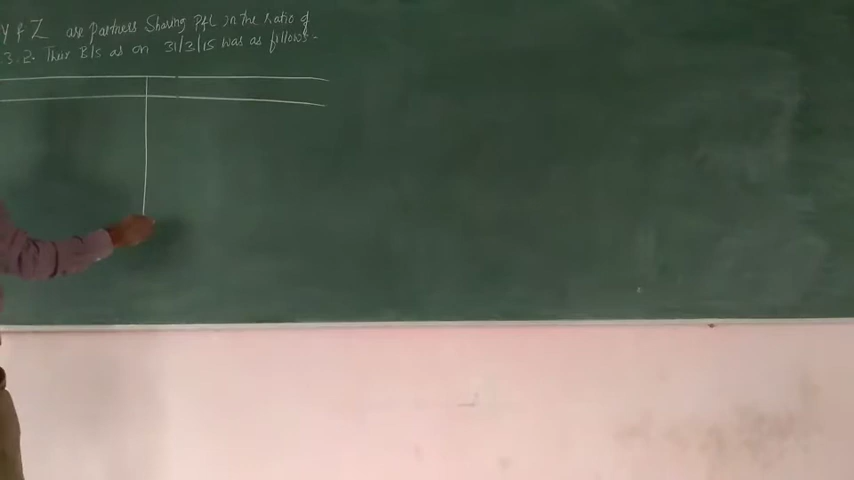 Y & Z are partners Sharing P&L in the ratio of
:3:2. Their B/S as on 31/3/15 was as follows-